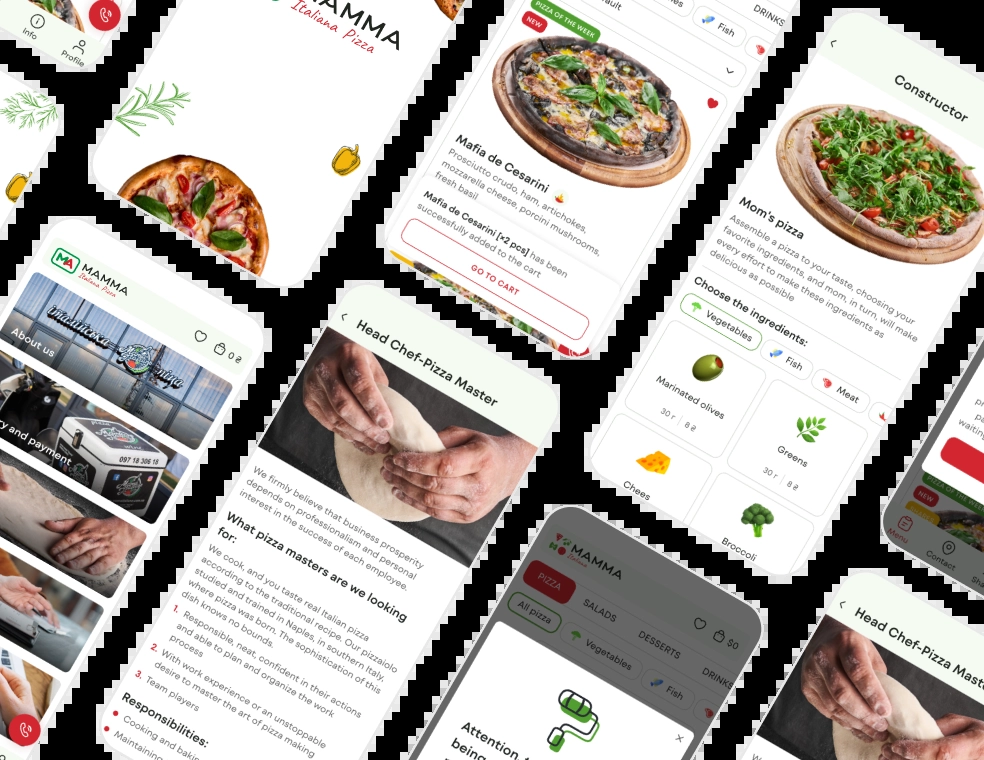 Info
Profile
MAMMA
Italiana Pizza
MAMMA
Italiana Pizza
0₴
About us
ry and payment
097 18 306 18
Head Chef-Pizza Master
We firmly believe that business prosperity
depends on professionalism and personal
interest in the success of each employee.
What pizza masters are we looking
for:
We cook, and you taste real Italian pizza
according to the traditional recipe. Our pizzaiolo
studied and trained in Naples, in southern Italy,
where pizza was born. The sophistication of this
dish knows no bounds.
1. Responsible, neat, confident in their actions
and able to plan and organize the work
process
2. With work experience or an unstoppable
desire to master the art of pizza making
3. Team players
Responsibilities:
Cooking and baki
Maintainin
DRINKS
Fish
PIZZA OF THE WEEK
NEW
Mafia de Cesarini
Prosciutto crudo, ham, artichokes,
mozzarella cheese, porcini mushrooms,
fresh basil
Mafia de Cesarini [×2 pcs] has been
successfully added to the cart
GO TO CART
Constructor
Mom's pizza
Assemble a pizza to your taste, choosing your
favorite ingredients, and mom, in turn, will make
every effort to make these ingredients as
delicious as possible
Choose the ingredients:
Vegetables
Fish
Meat
Marinated olives
30 г | 8₴
Greens
30 г | 8₴
Chees
Broccoli
MAMMA
Italiana
$0
PIZZA
SALADS
DESSERTS
DRINKS
All pizza
Vegetables
Fish
Attention, t
being
waiting
PIZZA OF THE WEEK
NEW
Menu
Contact
Sh
Head Chef-Pizza Maste